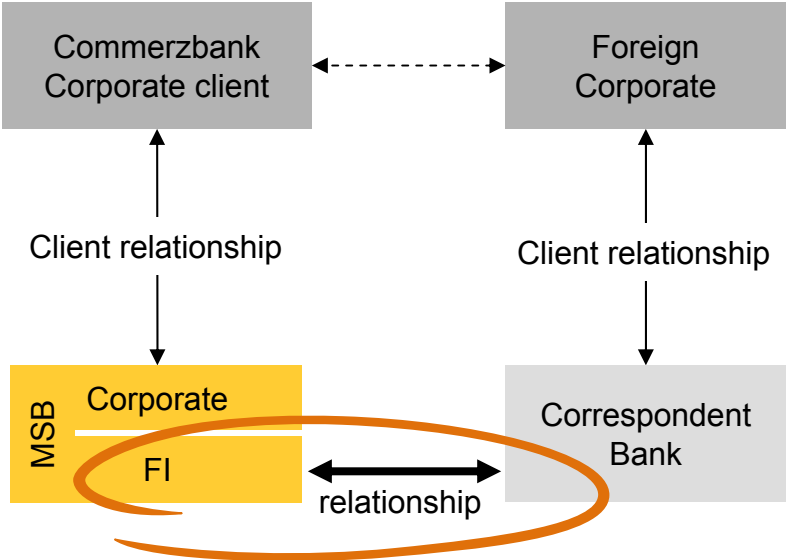 Commerzbank
Corporate client
Foreign
Corporate
Client relationship
Client relationship
MSB
Corporate
FI
relationship
Correspondent
Bank